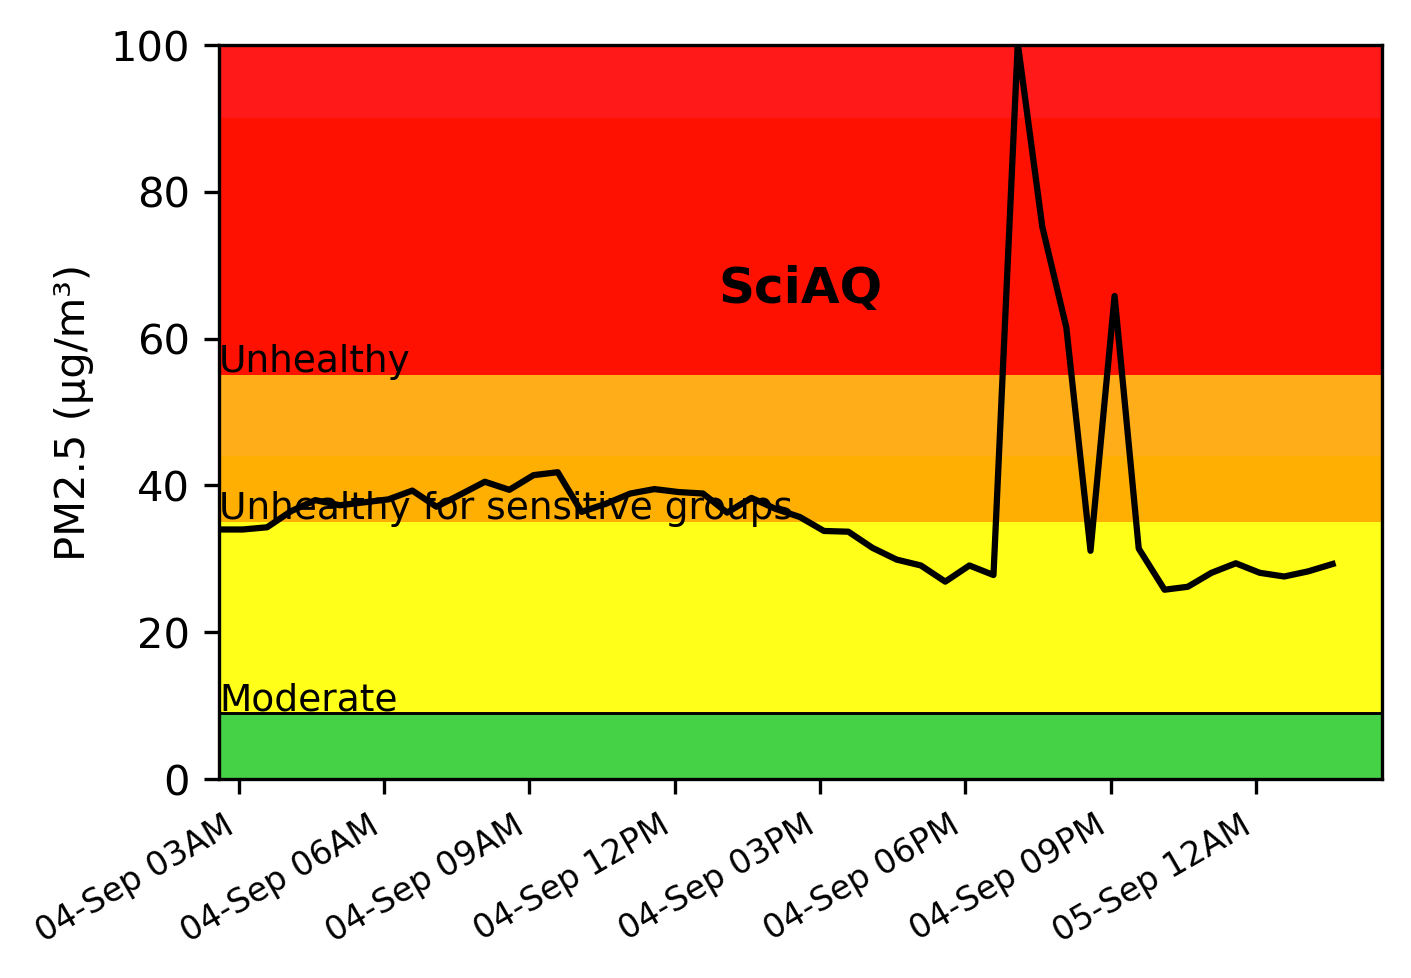 100
80
60
40
20
0
PM2.5 (µg/m³)
SciAQ
Unhealthy
Unhealthy for sensitive groups
Moderate
04-Sep 03AM
04-Sep 06AM
04-Sep 09AM
04-Sep 12PM
04-Sep 03PM
04-Sep 06PM
04-Sep 09PM
05-Sep 12AM